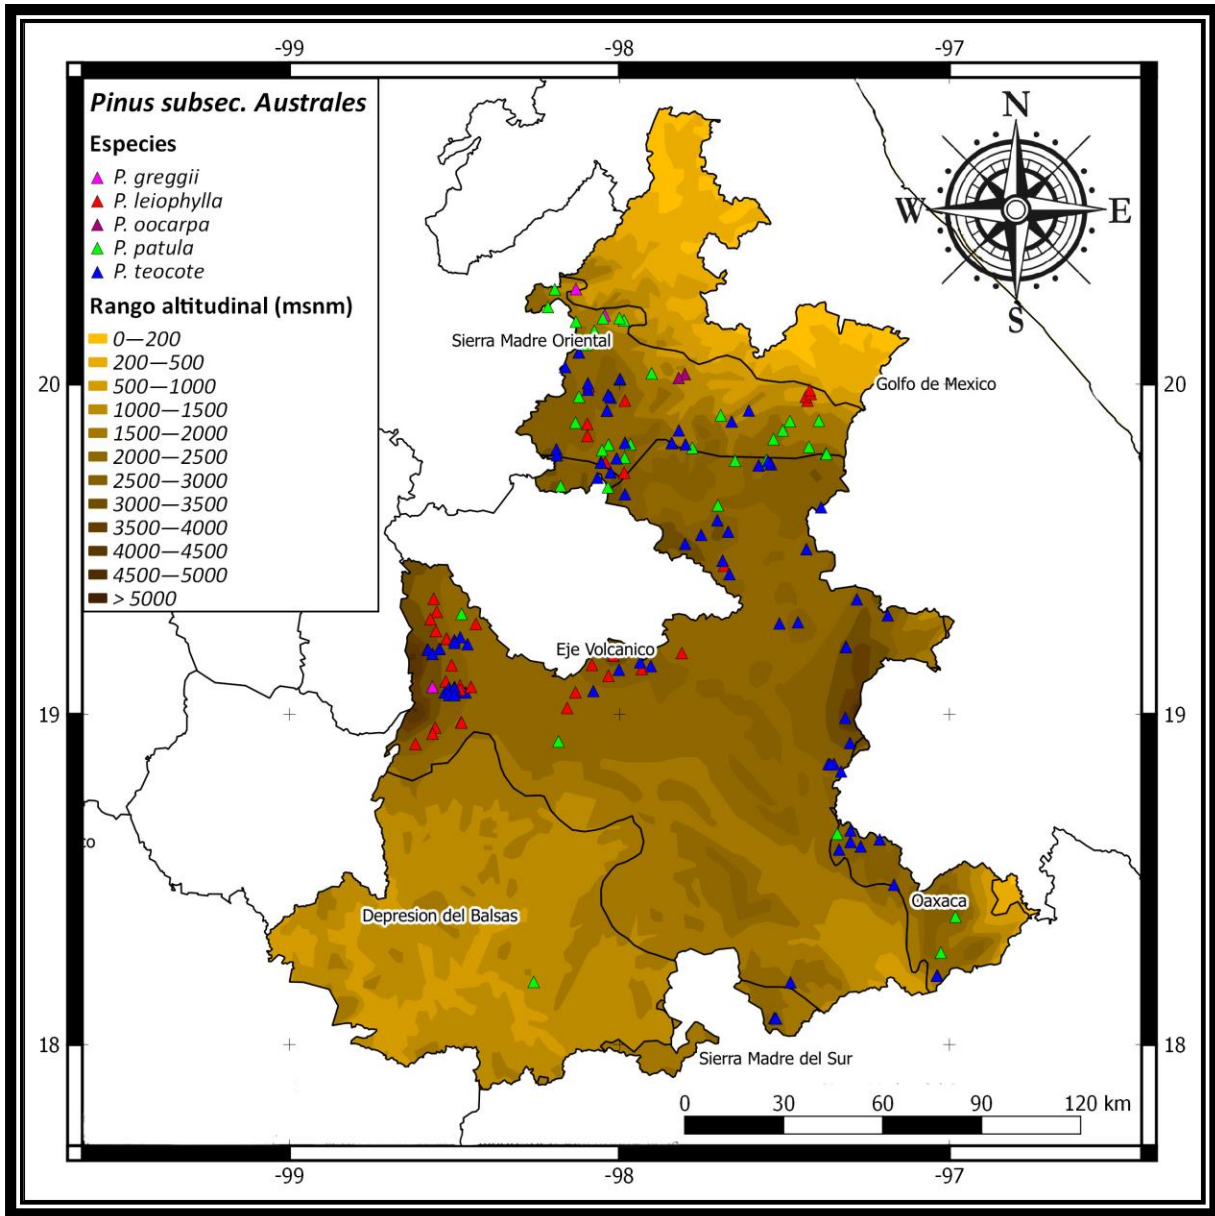 -99 -98 -97
Pinus subsec. Australes
Especies
P. greggii
P. leiophylla
P. oocarpa
P. patula
P. teocote
Rango altitudinal (msnm)
0—200
200—500
500—1000
1000—1500
1500—2000
2000—2500
2500—3000
3000—3500
3500—4000
4000—4500
4500—5000
> 5000
N
W E
S
Sierra Madre Oriental
20 20
Golfo de Mexico
Eje Volcanico
19 19
co
Oaxaca
Depresion del Balsas
18 18
Sierra Madre del Sur
0 30 60 90 120 km
-99 -98 -97